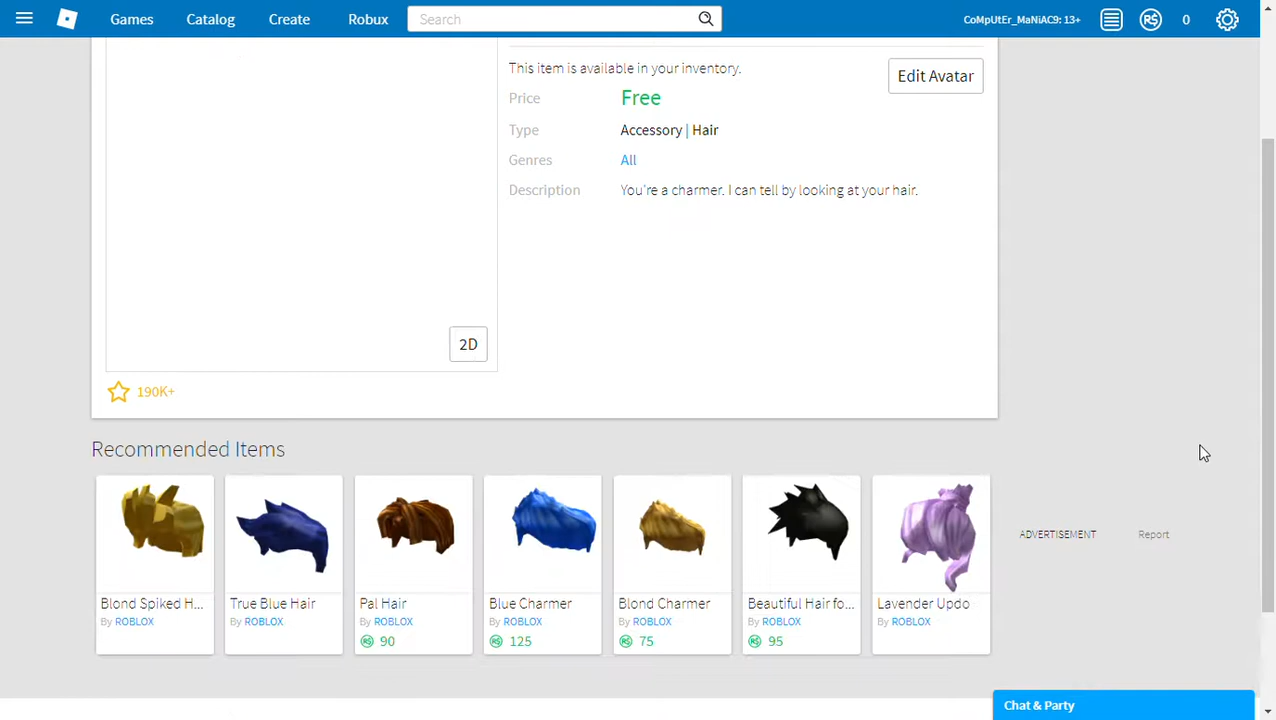 Games Catalog Create Robux Search CoMpUtEr_MaNiAC9: 13+ R$ 0
This item is available in your inventory.
Edit Avatar
Price Free
Type Accessory | Hair
Genres All
Description You're a charmer. I can tell by looking at your hair.
2D
190K+
Recommended Items
Blond Spiked H... True Blue Hair Pal Hair Blue Charmer Blond Charmer Beautiful Hair fo... Lavender Updo
By ROBLOX By ROBLOX By ROBLOX By ROBLOX By ROBLOX By ROBLOX By ROBLOX
R$ 90 R$ 125 R$ 75 R$ 95
ADVERTISEMENT Report
Chat & Party